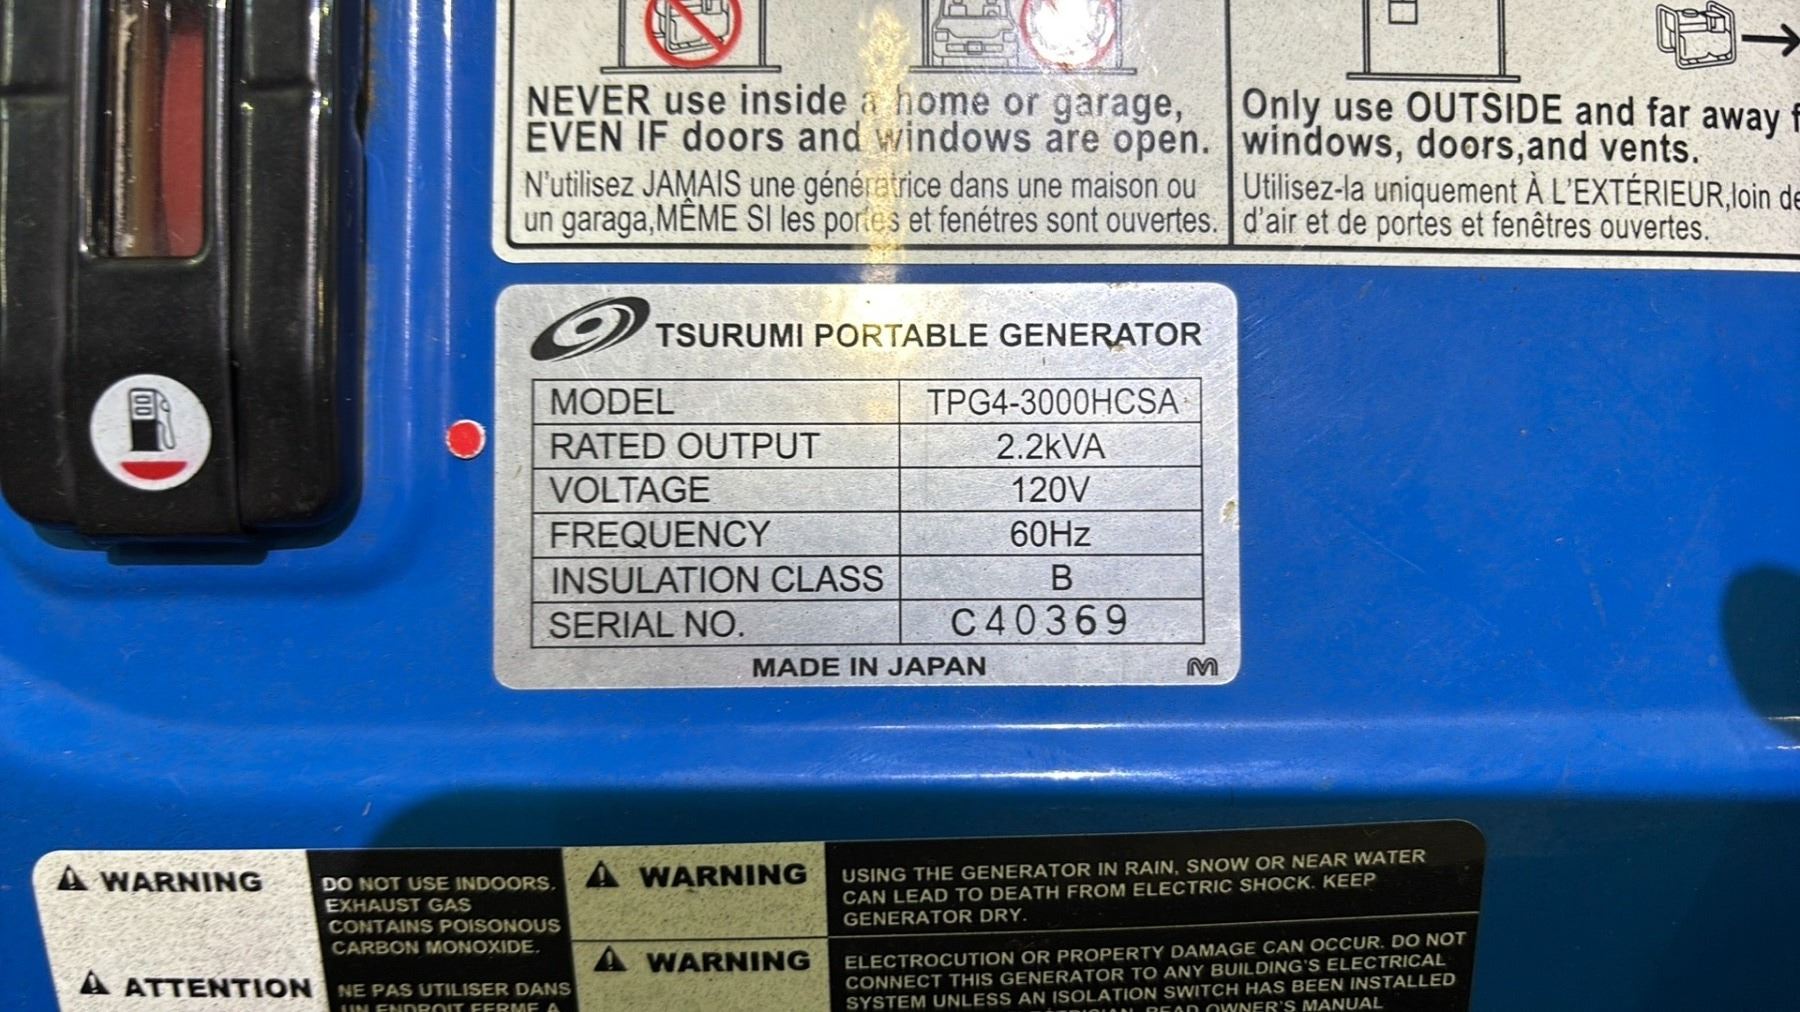 NEVER use inside a home or garage,
EVEN IF doors and windows are open.
N'utilisez JAMAIS une génératrice dans une maison ou
un garaga,MÊME SI les portes et fenétres sont ouvertes.
Only use OUTSIDE and far away
windows, doors,and vents.
Utilisez-la uniquement À L'EXTÉRIEUR,loin de
d'air et de portes et fenêtres ouvertes.
TSURUMI PORTABLE GENERATOR
MODEL TPG4-3000HCSA
RATED OUTPUT 2.2kVA
VOLTAGE 120V
FREQUENCY 60Hz
INSULATION CLASS B
SERIAL NO. C40369
MADE IN JAPAN
WARNING
DO NOT USE INDOORS.
EXHAUST GAS
CONTAINS POISONOUS
CARBON MONOXIDE.
ATTENTION
NE PAS UTILISER DANS
UN ENDROIT FERME A
WARNING
USING THE GENERATOR IN RAIN, SNOW OR NEAR WATER
CAN LEAD TO DEATH FROM ELECTRIC SHOCK. KEEP
GENERATOR DRY.
WARNING
ELECTROCUTION OR PROPERTY DAMAGE CAN OCCUR. DO NOT
CONNECT THIS GENERATOR TO ANY BUILDING'S ELECTRICAL
SYSTEM UNLESS AN ISOLATION SWITCH HAS BEEN INSTALLED
READ OWNER'S MANUAL